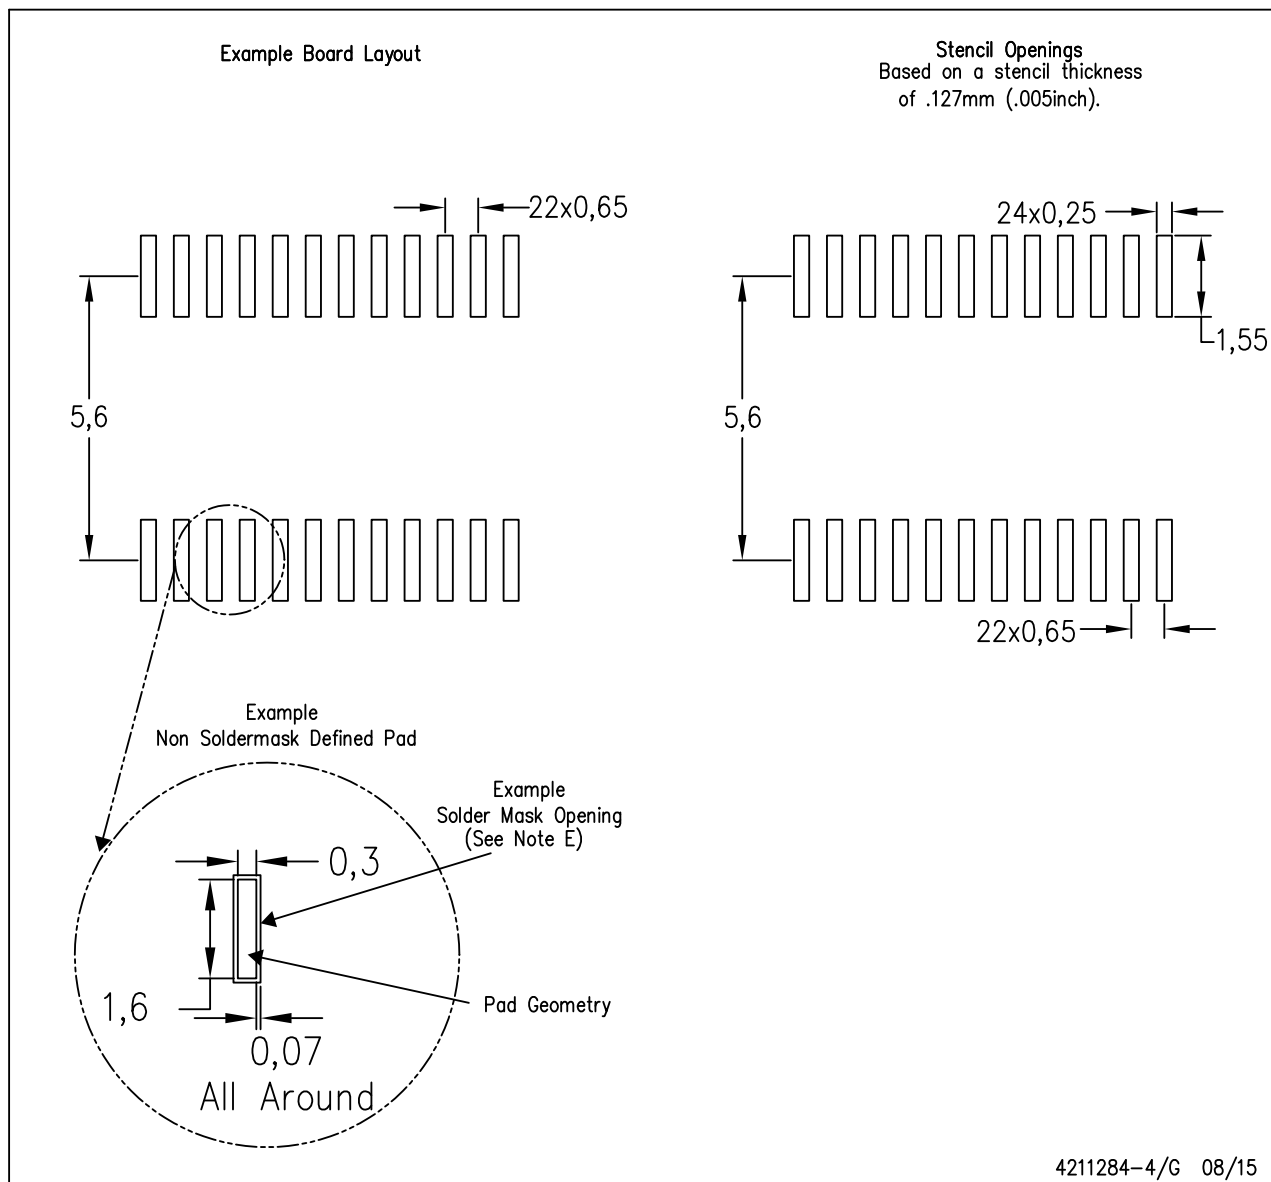 Example Board Layout
Stencil Openings
Based on a stencil thickness
of .127mm (.005inch).
22x0,65
24x0,25
1,55
5,6
5,6
22x0,65
Example
Non Soldermask Defined Pad
Example
Solder Mask Opening
(See Note E)
0,3
1,6
Pad Geometry
0,07
All Around
4211284-4/G 08/15